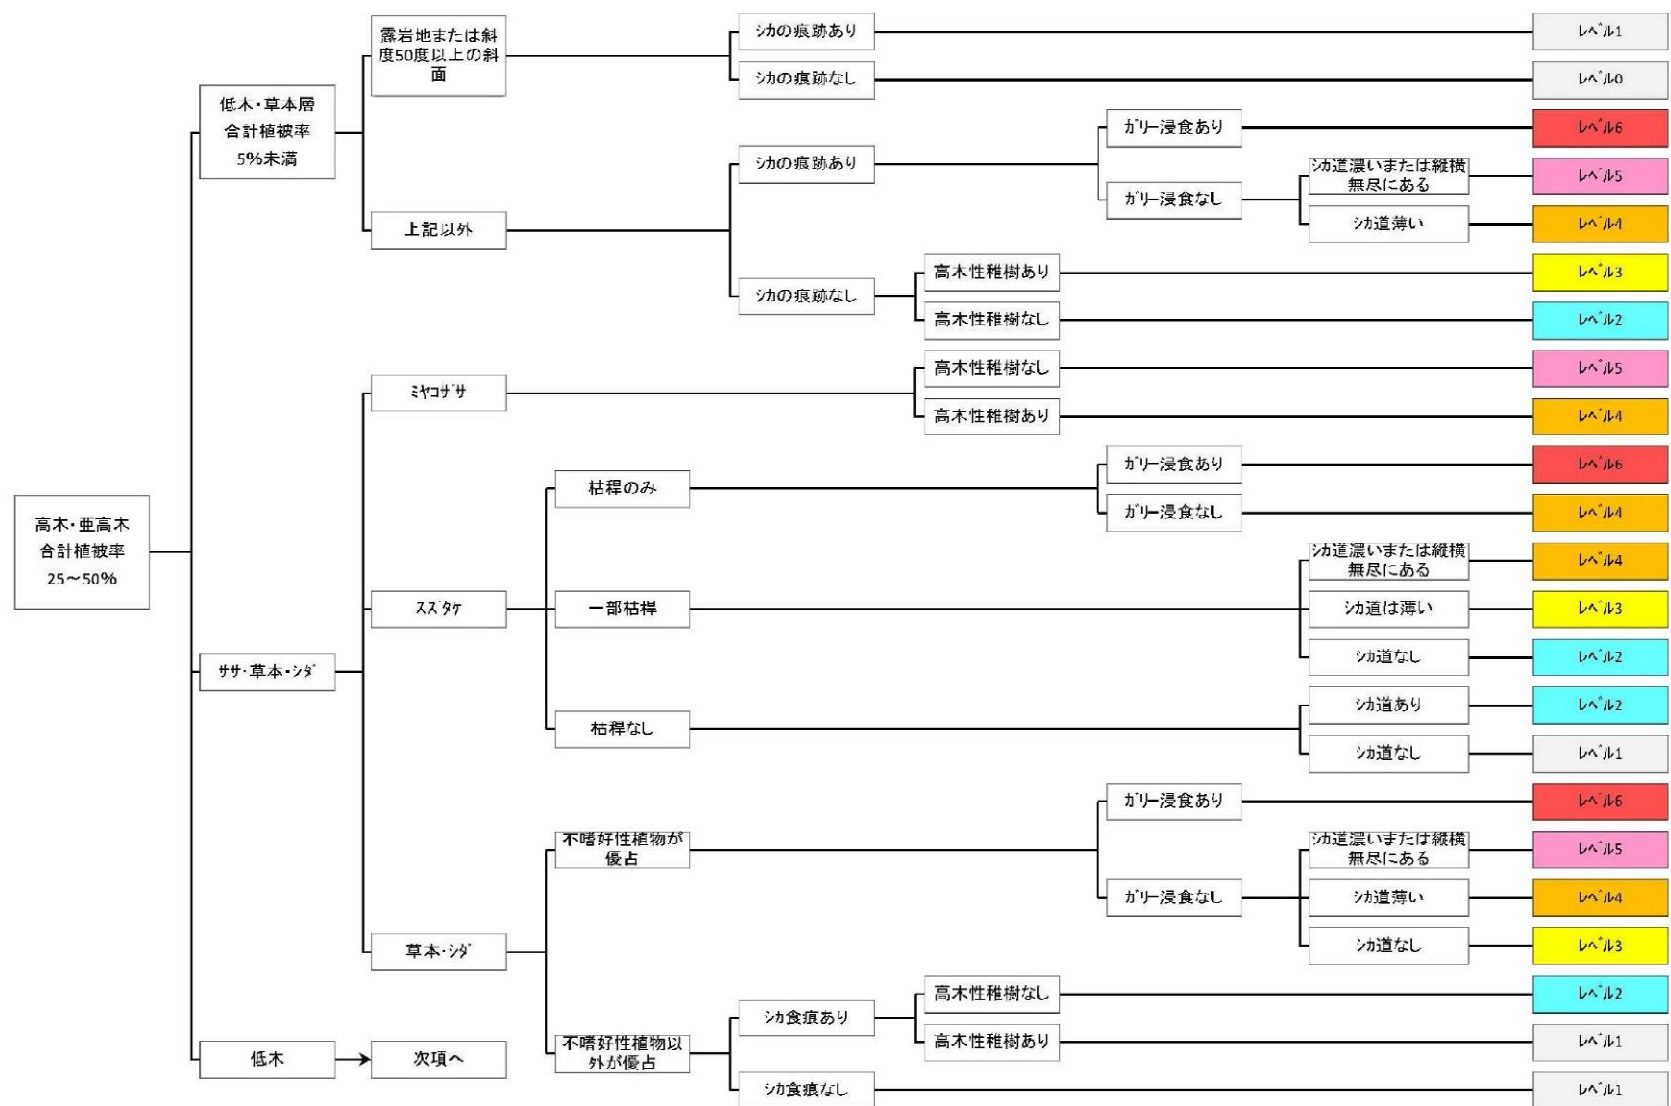 露岩地または斜
度50度以上の斜
面
シカの痕跡あり
レベル1
シカの痕跡なし
レベル0
低木・草本層
合計植被率
5%未満
ガリー浸食あり
レベル6
シカの痕跡あり
シカ道濃いまたは縦横
無尽にある
レベル5
ガリー浸食なし
上記以外
シカ道薄い
レベル4
高木性稚樹あり
レベル3
シカの痕跡なし
高木性稚樹なし
レベル2
ミヤコザサ
高木性稚樹なし
レベル5
高木性稚樹あり
レベル4
ガリー浸食あり
レベル6
枯稈のみ
ガリー浸食なし
レベル4
高木・亜高木
合計植被率
25~50%
シカ道濃いまたは縦横
無尽にある
レベル4
スズタケ
一部枯稈
シカ道は薄い
レベル3
ササ・草本・シダ
シカ道なし
レベル2
枯稈なし
シカ道あり
レベル2
シカ道なし
レベル1
ガリー浸食あり
レベル6
不嗜好性植物が
優占
シカ道濃いまたは縦横
無尽にある
レベル5
ガリー浸食なし
シカ道薄い
レベル4
草本・シダ
シカ道なし
レベル3
高木性稚樹なし
レベル2
シカ食痕あり
高木性稚樹あり
レベル1
低木
次項へ
不嗜好性植物以
外が優占
シカ食痕なし
レベル1